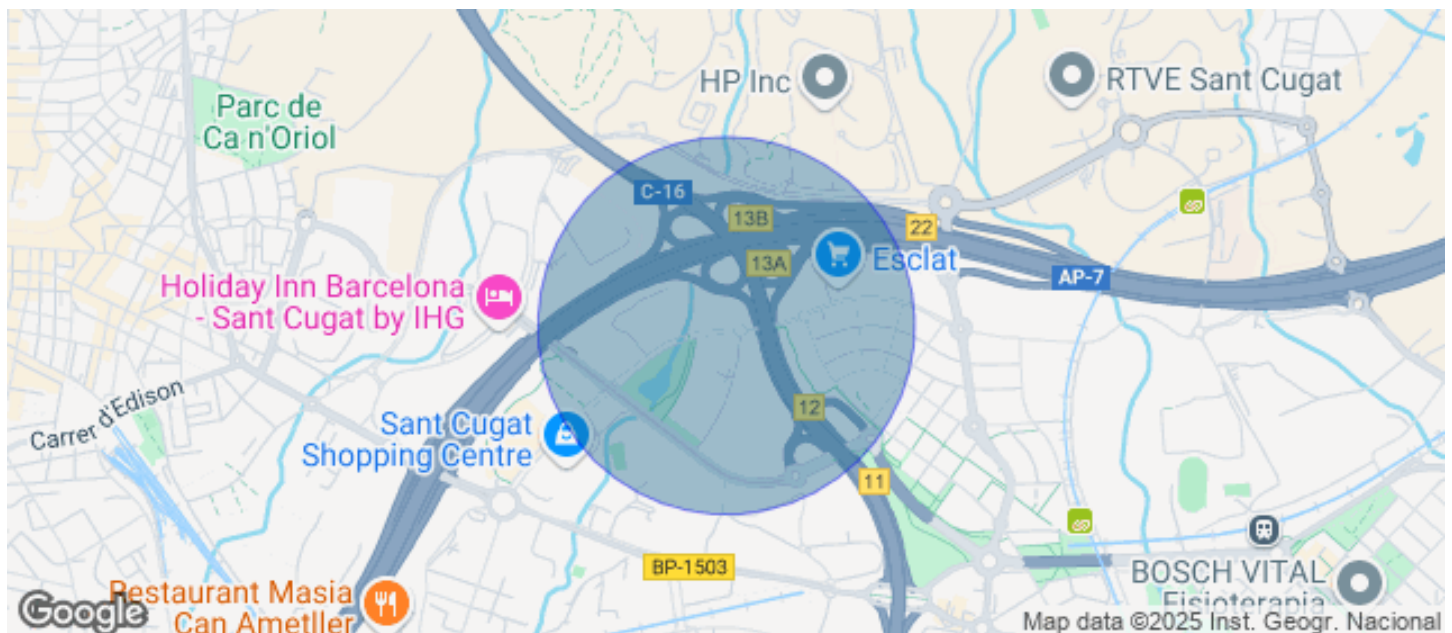 HP Inc
RTVE Sant Cugat
Parc de
Ca n'Oriol
C-16
13B
22
13A
Esclat
AP-7
Holiday Inn Barcelona
- Sant Cugat by IHG
Carrer d'Edison
12
Sant Cugat
Shopping Centre
11
BP-1503
BOSCH VITAL
Fisioterapia
Restaurant Masia
Can Ametller
Google
Map data ©2025 Inst. Geogr. Nacional